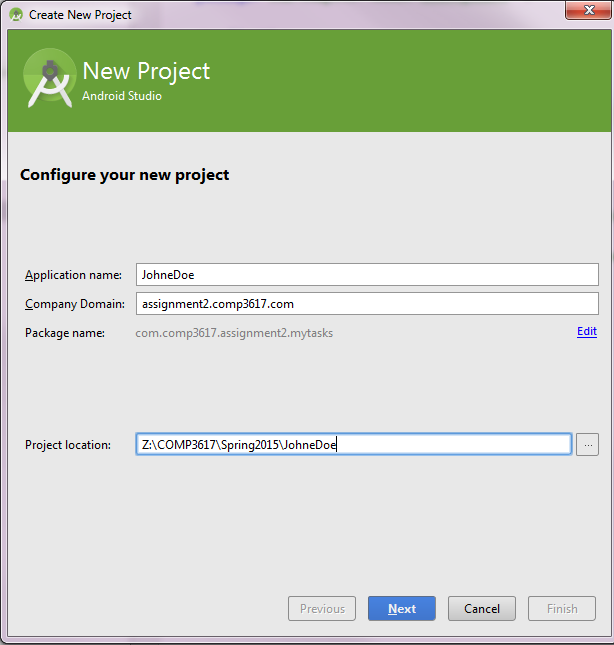 Create New Project
New Project
Android Studio
Configure your new project
Application name: JohneDoe
Company Domain: assignment2.comp3617.com
Package name: com.comp3617.assignment2.mytasks Edit
Project location: Z:\COMP3617\Spring2015\JohneDoe ...
Previous Next Cancel Finish